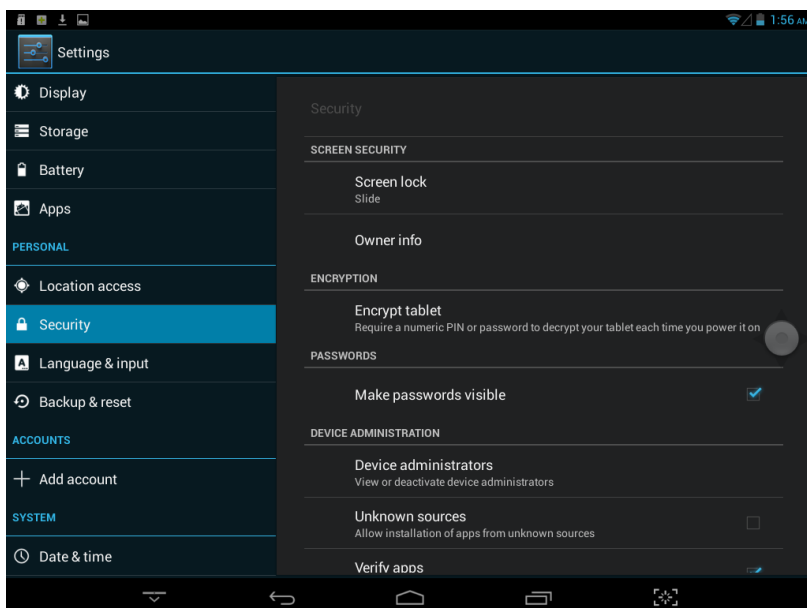 1:56 AM
Settings
Display
Storage
Battery
Apps
PERSONAL
Location access
Security
Language & input
Backup & reset
ACCOUNTS
Add account
SYSTEM
Date & time
Security
SCREEN SECURITY
Screen lock
Slide
Owner info
ENCRYPTION
Encrypt tablet
Require a numeric PIN or password to decrypt your tablet each time you power it on
PASSWORDS
Make passwords visible
DEVICE ADMINISTRATION
Device administrators
View or deactivate device administrators
Unknown sources
Allow installation of apps from unknown sources
Verify apps